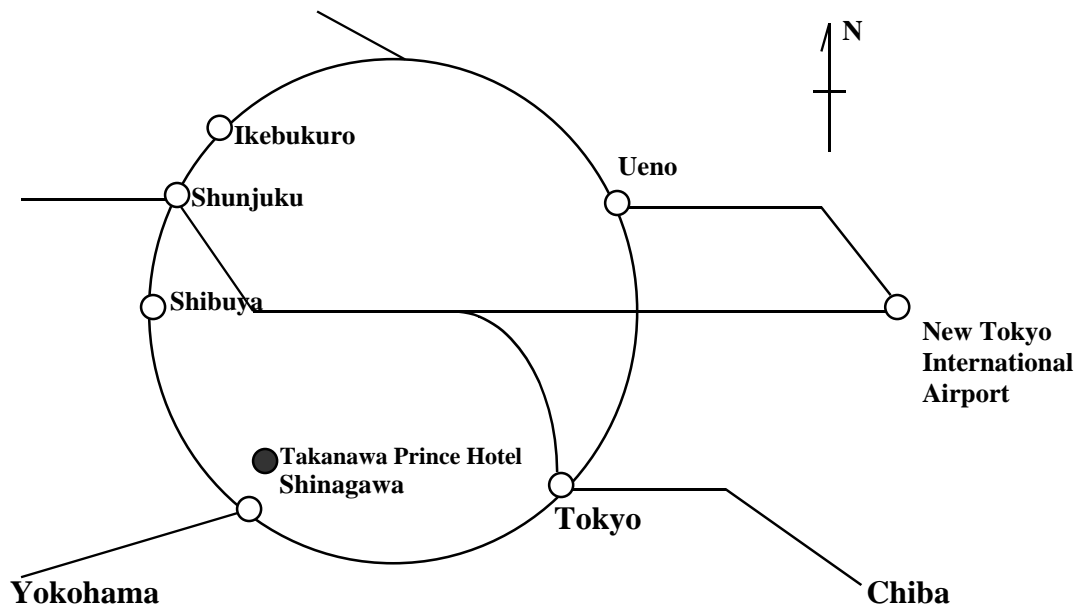 N
Ikebukuro
Ueno
Shunjuku
Shibuya
New Tokyo
International
Airport
Takanawa Prince Hotel
Shinagawa
Tokyo
Yokohama
Chiba